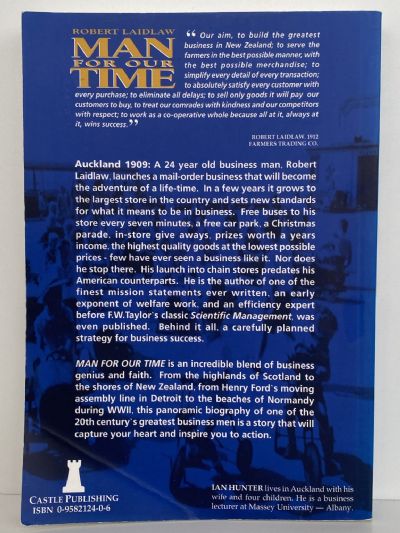 ROBERT LAIDLAW
MAN
FOR OUR
TIME
“ Our aim, to build the greatest
business in New Zealand; to serve the
farmers in the best possible manner, with
the best possible merchandise; to
simplify every detail of every transaction;
to absolutely satisfy every customer with
every purchase; to eliminate all delays; to sell only goods it will pay our
customers to buy, to treat our comrades with kindness and our competitors
with respect; to work as a co-operative whole because all at it, always at
it, wins success.”
ROBERT LAIDLAW, 1912
FARMERS TRADING CO.
Auckland 1909: A 24 year old business man, Robert
Laidlaw, launches a mail-order business that will become
the adventure of a life-time. In a few years it grows to
the largest store in the country and sets new standards
for what it means to be in business. Free buses to his
store every seven minutes, a free car park, a Christmas
parade, in-store give aways, prizes worth a years
income, the highest quality goods at the lowest possible
prices - few have ever seen a business like it. Nor does
he stop there. His launch into chain stores predates his
American counterparts. He is the author of one of the
finest mission statements ever written, an early
exponent of welfare work, and an efficiency expert
before F.W.Taylor's classic Scientific Management, was
even published. Behind it all, a carefully planned
strategy for business success.
MAN FOR OUR TIME is an incredible blend of business
genius and faith. From the highlands of Scotland to
the shores of New Zealand, from Henry Ford's moving
assembly line in Detroit to the beaches of Normandy
during WWII, this panoramic biography of one of the
20th century's greatest business men is a story that will
capture your heart and inspire you to action.
CASTLE PUBLISHING
ISBN 0-9582124-0-6
IAN HUNTER lives in Auckland with his
wife and four children. He is a business
lecturer at Massey University — Albany.